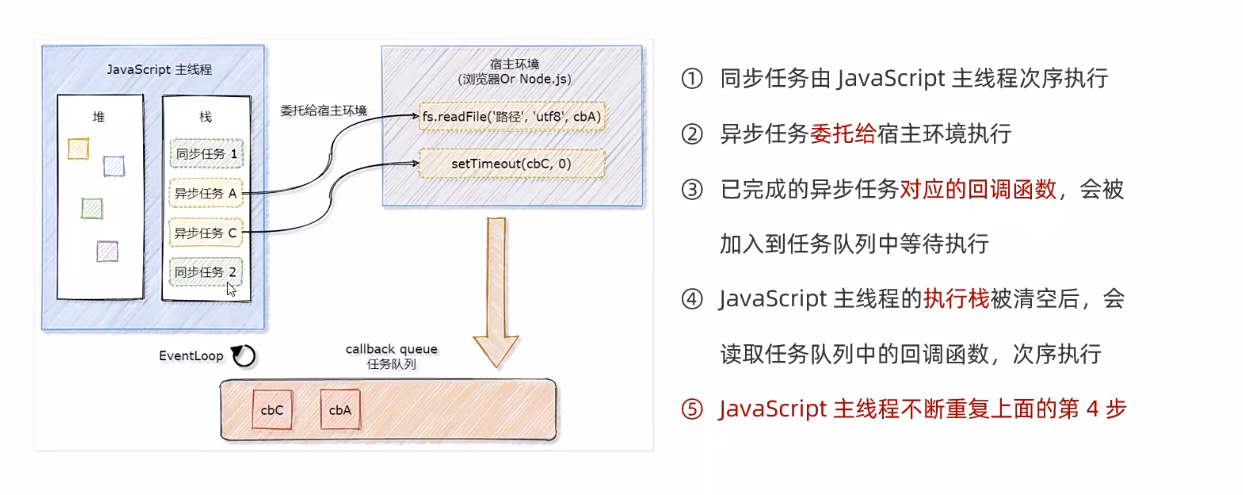 JavaScript 主线程
堆
栈
同步任务 1
异步任务 A
异步任务 C
同步任务 2
委托给宿主环境
宿主环境
(浏览器Or Node.js)
fs.readFile('路径', 'utf8', cbA)
setTimeout(cbC, 0)
EventLoop
callback queue
任务队列
cbC
cbA
① 同步任务由 JavaScript 主线程次序执行
② 异步任务委托给宿主环境执行
③ 已完成的异步任务对应的回调函数，会被
加入到任务队列中等待执行
④ JavaScript 主线程的执行栈被清空后，会
读取任务队列中的回调函数，次序执行
⑤ JavaScript 主线程不断重复上面的第 4 步